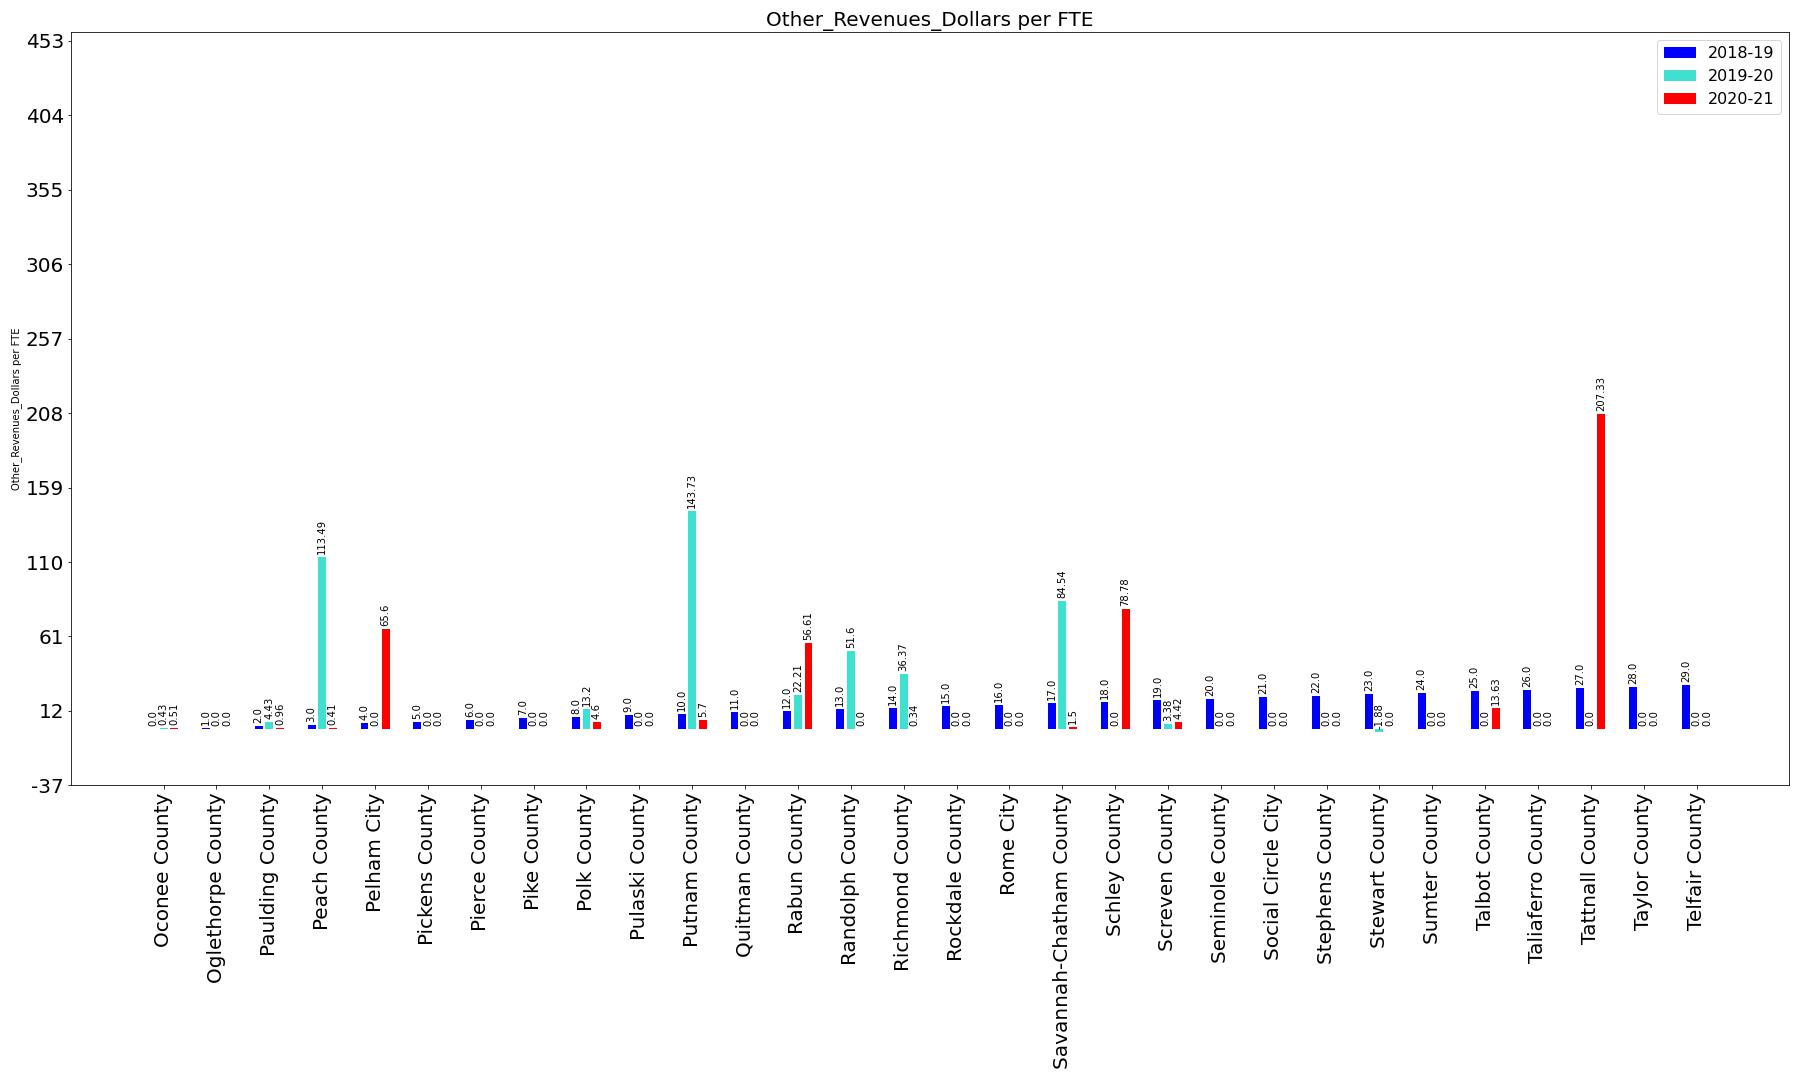 Other_Revenues_Dollars per FTE
2018-19
2019-20
2020-21
Other_Revenues_Dollars per FTE
453
404
355
306
257
208
159
110
61
12
-37
0.0 0.43 0.51
1.0 0.0 0.0
2.0 4.43 0.96
3.0 113.49 0.41
4.0 0.0 65.6
5.0 0.0 0.0
6.0 0.0 0.0
7.0 0.0 0.0
8.0 13.2 4.6
9.0 0.0 0.0
10.0 143.73 5.7
11.0 0.0 0.0
12.0 22.21 56.61
13.0 51.6 0.0
14.0 36.37 0.34
15.0 0.0 0.0
16.0 0.0 0.0
17.0 84.54 1.5
18.0 0.0 78.78
19.0 3.38 4.42
20.0 0.0 0.0
21.0 0.0 0.0
22.0 0.0 0.0
23.0 -1.88 0.0
24.0 0.0 0.0
25.0 0.0 13.63
26.0 0.0 0.0
27.0 0.0 207.33
28.0 0.0 0.0
29.0 0.0 0.0
Oconee County
Oglethorpe County
Paulding County
Peach County
Pelham City
Pickens County
Pierce County
Pike County
Polk County
Pulaski County
Putnam County
Quitman County
Rabun County
Randolph County
Richmond County
Rockdale County
Rome City
Savannah-Chatham County
Schley County
Screven County
Seminole County
Social Circle City
Stephens County
Stewart County
Sumter County
Talbot County
Taliaferro County
Tattnall County
Taylor County
Telfair County